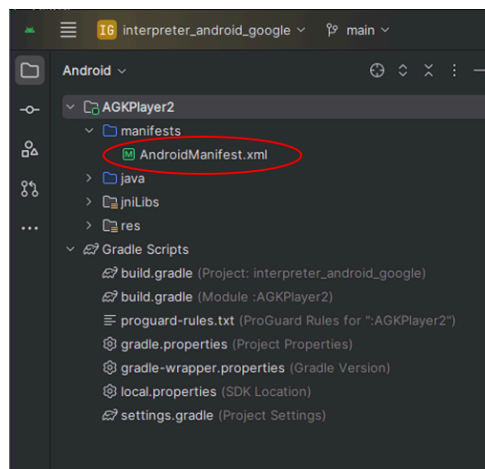 IG interpreter_android_google main
Android
AGKPlayer2
manifests
M AndroidManifest.xml
java
jniLibs
res
Gradle Scripts
build.gradle (Project: interpreter_android_google)
build.gradle (Module :AGKPlayer2)
proguard-rules.txt (ProGuard Rules for ":AGKPlayer2")
gradle.properties (Project Properties)
gradle-wrapper.properties (Gradle Version)
local.properties (SDK Location)
settings.gradle (Project Settings)